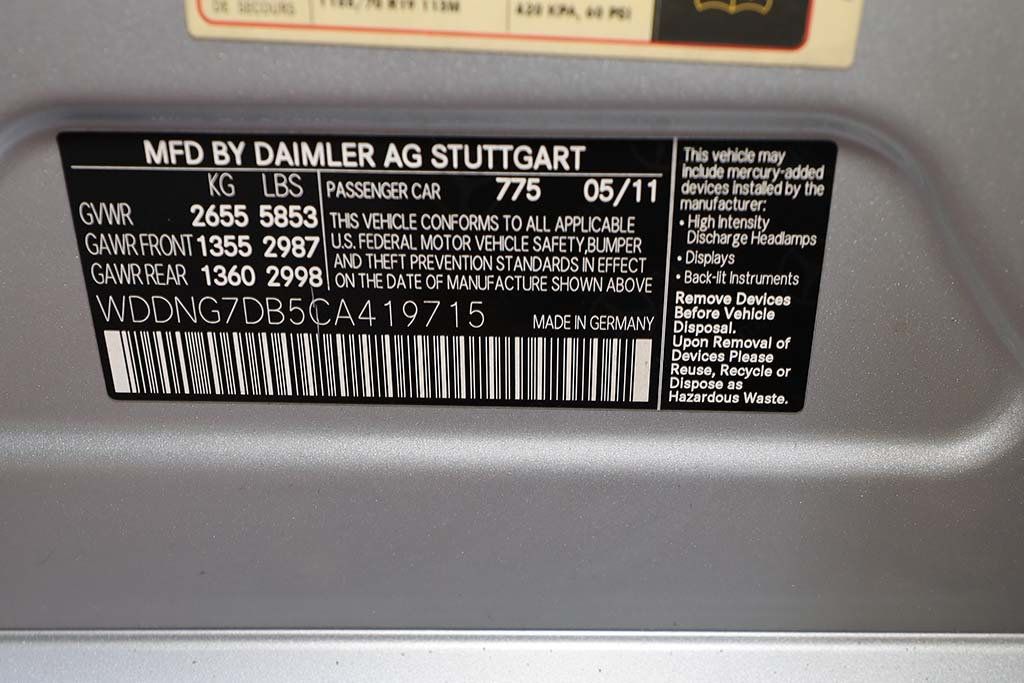 DE SECOURS
420 KPA, 60 PSI
MFD BY DAIMLER AG STUTTGART
KG LBS
GVWR 2655 5853
GAWR FRONT 1355 2987
GAWR REAR 1360 2998
PASSENGER CAR 775 05/11
THIS VEHICLE CONFORMS TO ALL APPLICABLE
U.S. FEDERAL MOTOR VEHICLE SAFETY,BUMPER
AND THEFT PREVENTION STANDARDS IN EFFECT
ON THE DATE OF MANUFACTURE SHOWN ABOVE
WDDNG7DB5CA419715
MADE IN GERMANY
This vehicle may
include mercury-added
devices installed by the
manufacturer:
• High Intensity
Discharge Headlamps
• Displays
• Back-lit Instruments
Remove Devices
Before Vehicle
Disposal.
Upon Removal of
Devices Please
Reuse, Recycle or
Dispose as
Hazardous Waste.